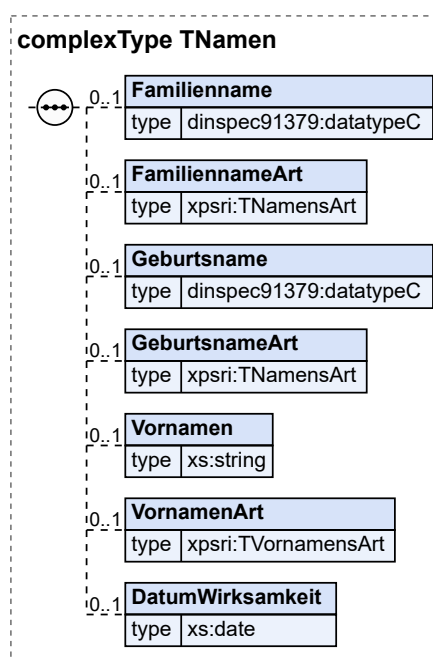 complexType TNamen
0..1 Familienname
type dinspec91379:datatypeC
0..1 FamiliennameArt
type xpsri:TNamensArt
0..1 Geburtsname
type dinspec91379:datatypeC
0..1 GeburtsnameArt
type xpsri:TNamensArt
0..1 Vornamen
type xs:string
0..1 VornamenArt
type xpsri:TVornamensArt
0..1 DatumWirksamkeit
type xs:date